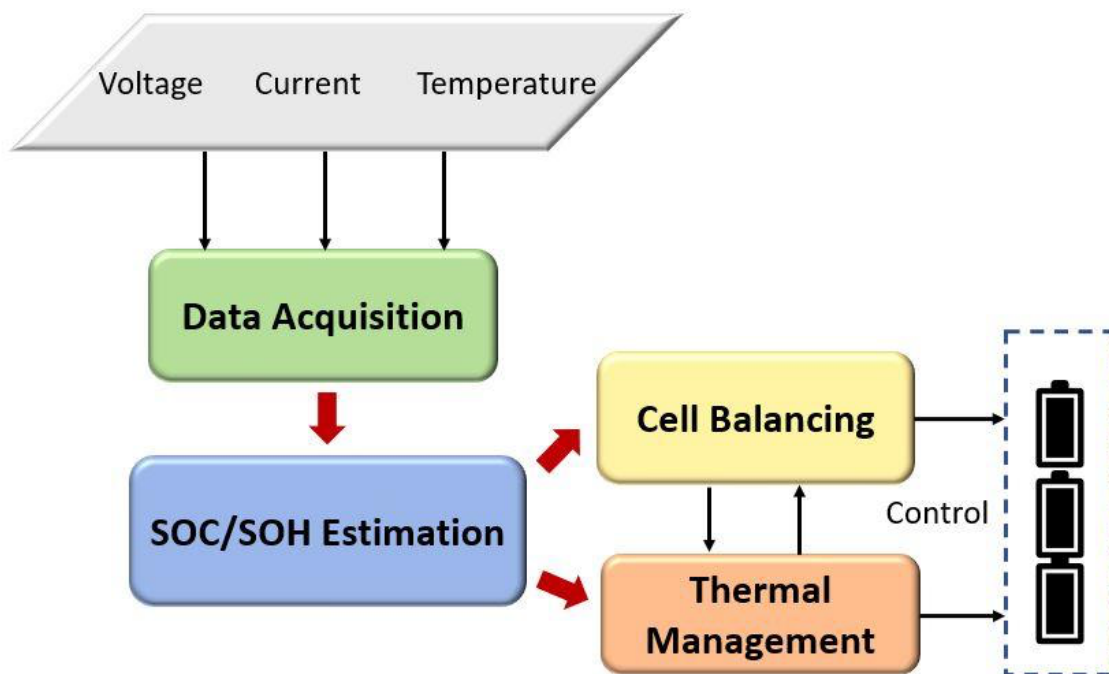 Voltage Current Temperature
Data Acquisition
Cell Balancing
SOC/SOH Estimation
Control
Thermal
Management